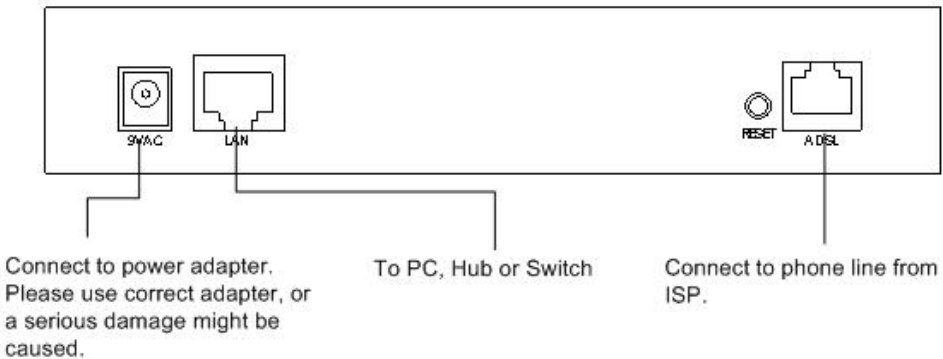 9VAC
LAN
RESET
ADSL
Connect to power adapter.
Please use correct adapter, or
a serious damage might be
caused.
To PC, Hub or Switch
Connect to phone line from
ISP.